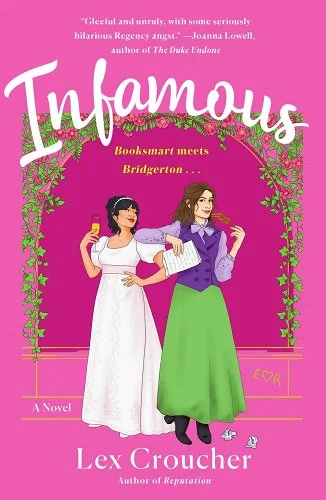 "Gleeful and unruly, with some seriously
hilarious Regency angst."—Joanna Lowell,
author of The Duke Undone
Infamous
Booksmart meets
Bridgerton . . .
E♡R
A Novel
Lex Croucher
Author of Reputation